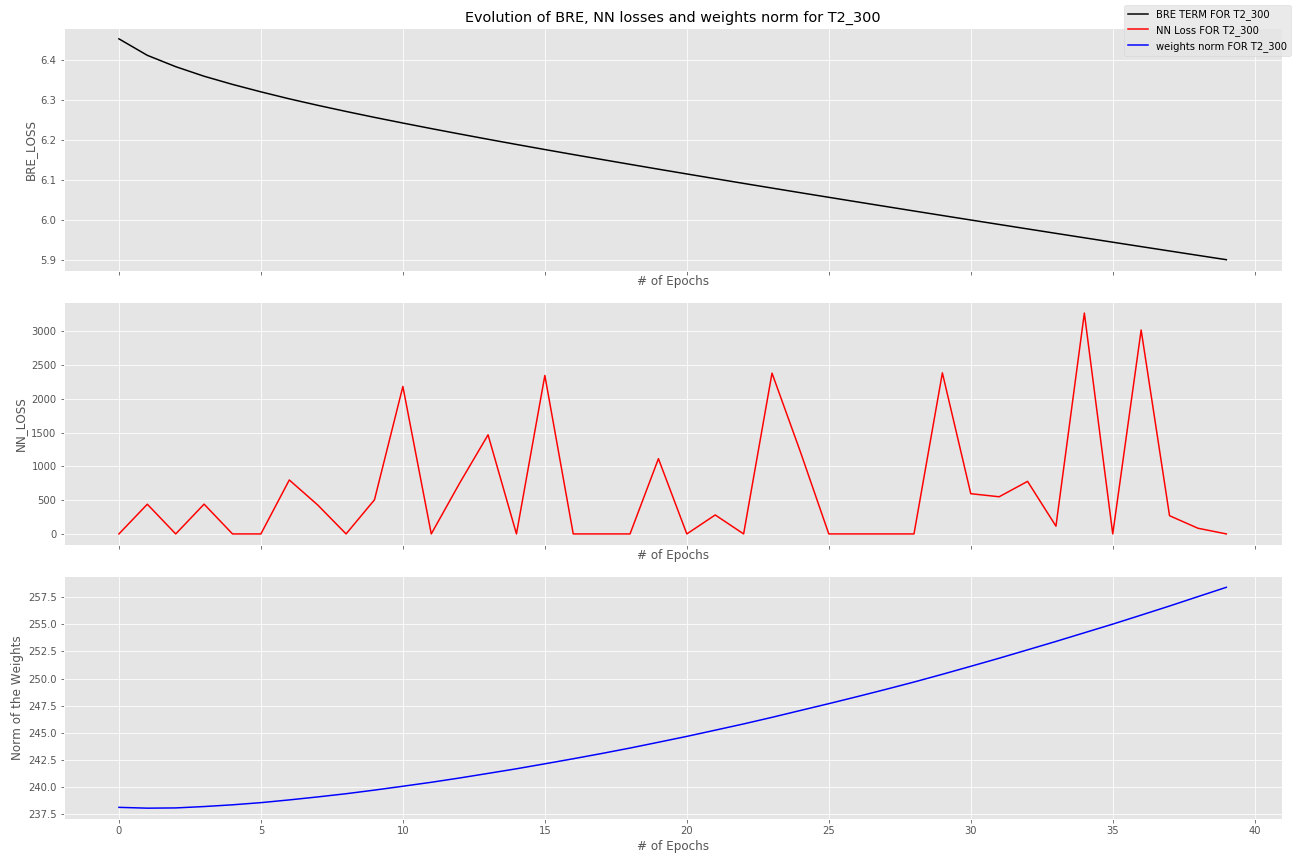 Evolution of BRE, NN losses and weights norm for T2_300
BRE TERM FOR T2_300
NN Loss FOR T2_300
weights norm FOR T2_300
BRE_LOSS
6.4
6.3
6.2
6.1
6.0
5.9
# of Epochs
NN_LOSS
3000
2500
2000
1500
1000
500
0
# of Epochs
Norm of the Weights
257.5
255.0
252.5
250.0
247.5
245.0
242.5
240.0
237.5
0 5 10 15 20 25 30 35 40
# of Epochs